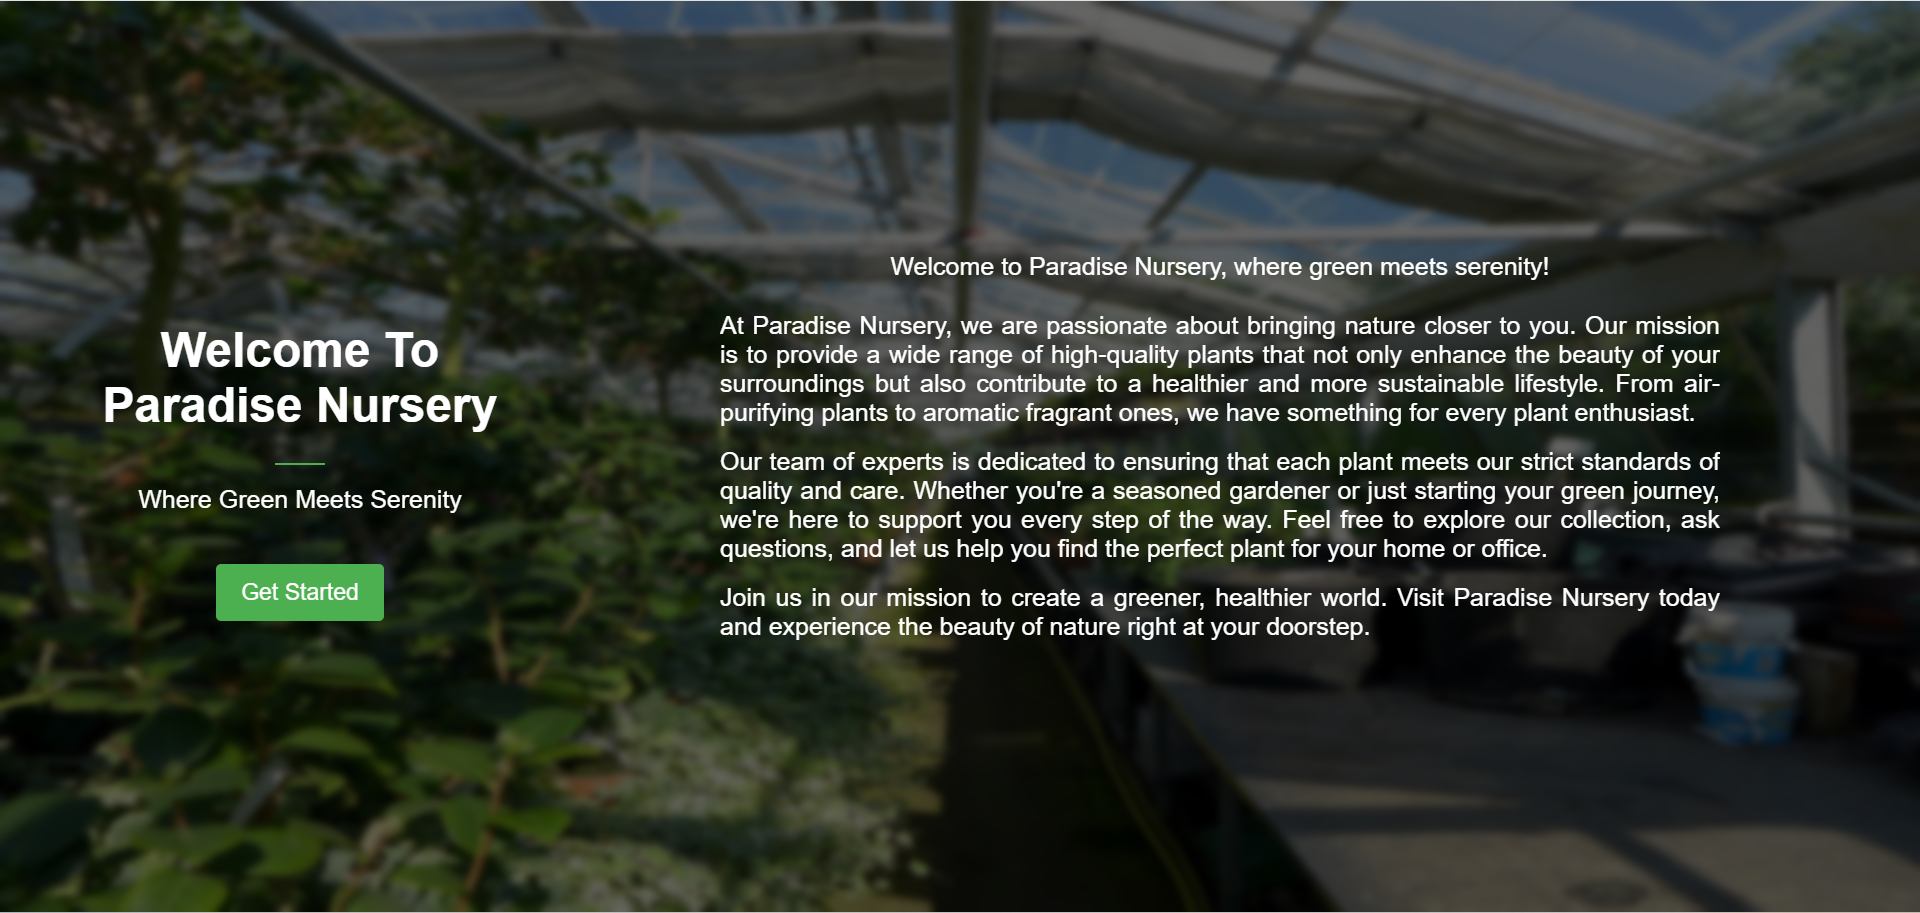 Welcome To
Paradise Nursery
Where Green Meets Serenity
Get Started
Welcome to Paradise Nursery, where green meets serenity!
At Paradise Nursery, we are passionate about bringing nature closer to you. Our mission
is to provide a wide range of high-quality plants that not only enhance the beauty of your
surroundings but also contribute to a healthier and more sustainable lifestyle. From air-
purifying plants to aromatic fragrant ones, we have something for every plant enthusiast.
Our team of experts is dedicated to ensuring that each plant meets our strict standards of
quality and care. Whether you're a seasoned gardener or just starting your green journey,
we're here to support you every step of the way. Feel free to explore our collection, ask
questions, and let us help you find the perfect plant for your home or office.
Join us in our mission to create a greener, healthier world. Visit Paradise Nursery today
and experience the beauty of nature right at your doorstep.